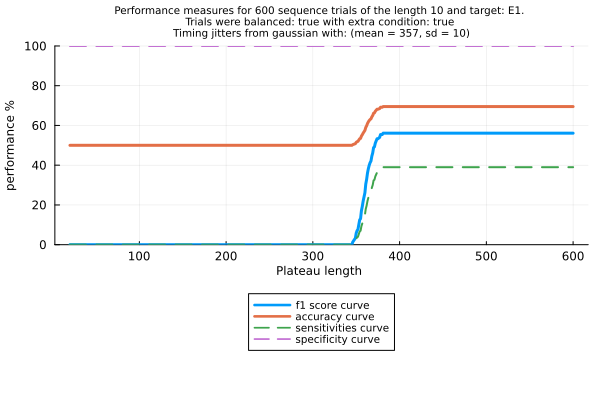 Performance measures for 600 sequence trials of the length 10 and target: E1.
Trials were balanced: true with extra condition: true
Timing jitters from gaussian with: (mean = 357, sd = 10)
100
80
60
40
20
0
performance %
100 200 300 400 500 600
Plateau length
f1 score curve
accuracy curve
sensitivities curve
specificity curve